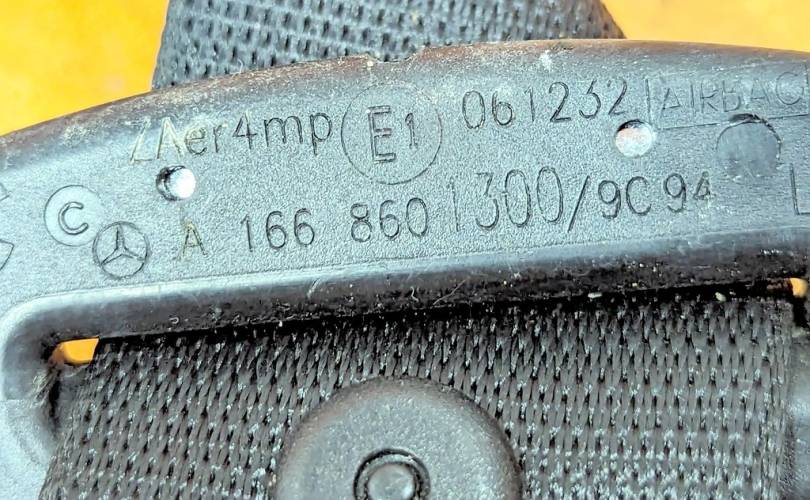 ZAer4mp E1 061232 AIRBAG
C A 166 860 1300/9C94